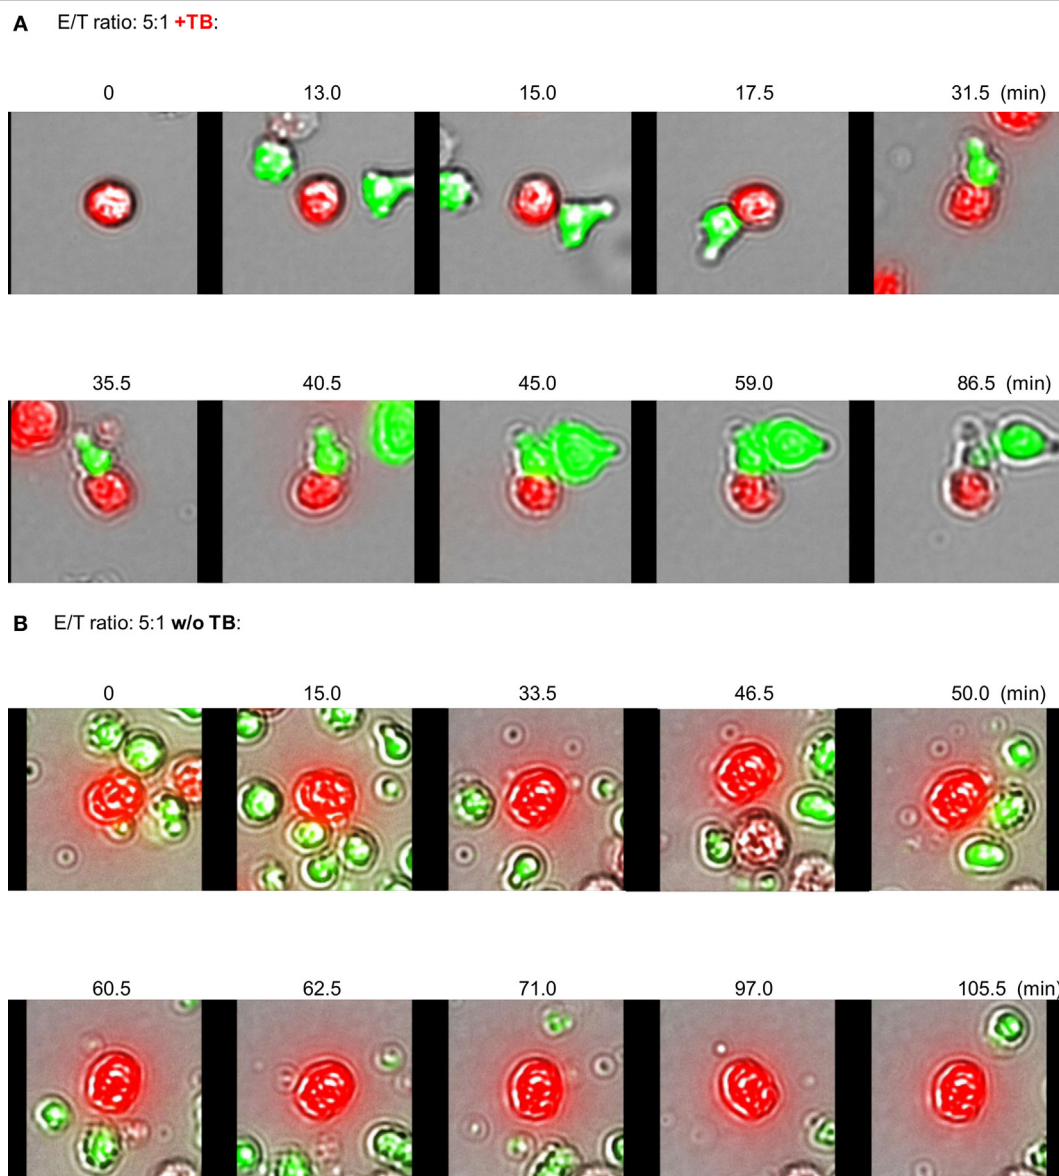 A E/T ratio: 5:1 +TB:
0 13.0 15.0 17.5 31.5 (min)
35.5 40.5 45.0 59.0 86.5 (min)
B E/T ratio: 5:1 w/o TB:
0 15.0 33.5 46.5 50.0 (min)
60.5 62.5 71.0 97.0 105.5 (min)